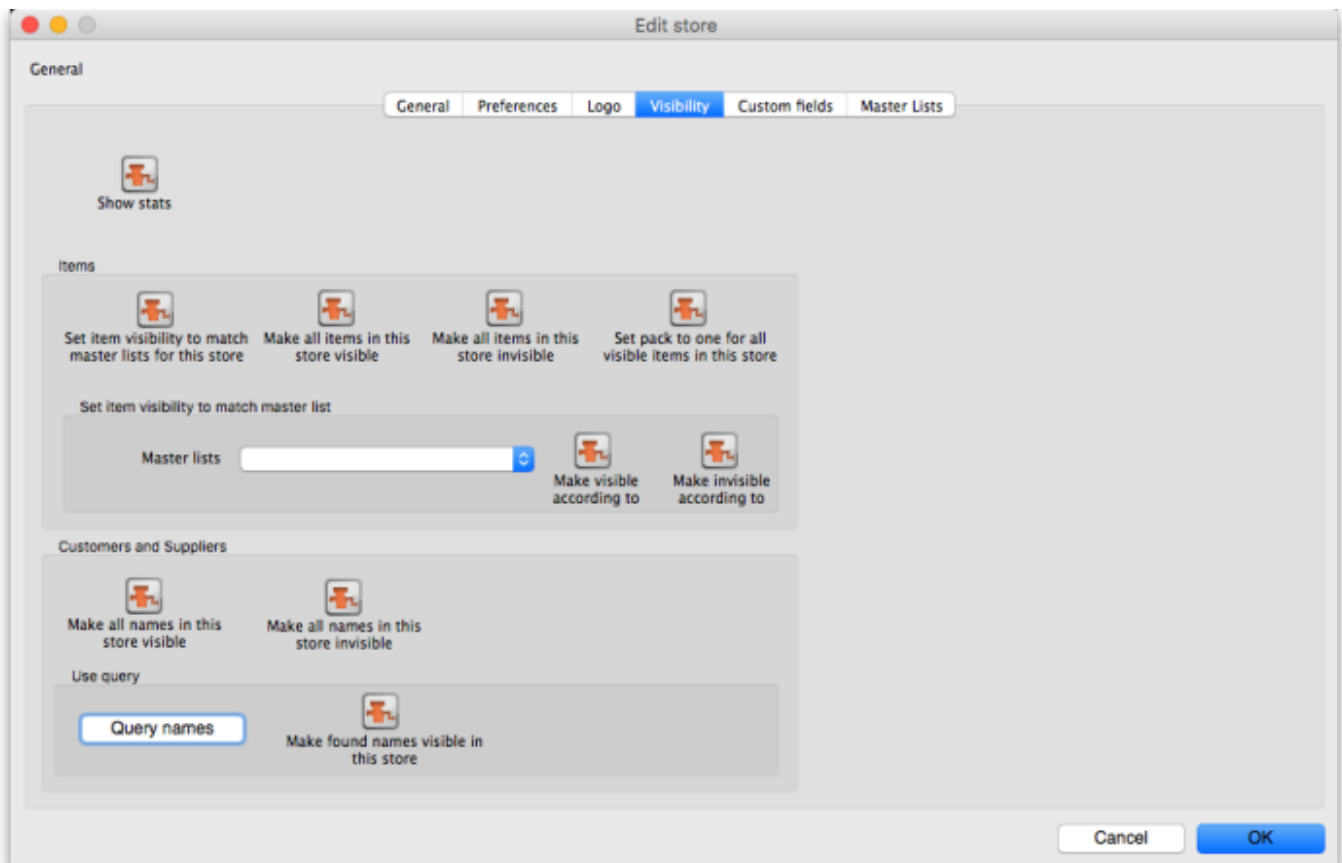 Edit store
General
General Preferences Logo Visibility Custom fields Master Lists
Show stats
Items
Set item visibility to match
master lists for this store
Make all items in this
store visible
Make all items in this
store invisible
Set pack to one for all
visible items in this store
Set item visibility to match master list
Master lists
Make visible
according to
Make invisible
according to
Customers and Suppliers
Make all names in this
store visible
Make all names in this
store invisible
Use query
Query names
Make found names visible in
this store
Cancel OK